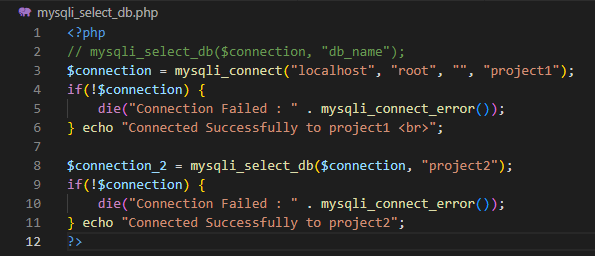 mysqli_select_db.php
1 <?php
2 // mysqli_select_db($connection, "db_name");
3 $connection = mysqli_connect("localhost", "root", "", "project1");
4 if(!$connection) {
5     die("Connection Failed : " . mysqli_connect_error());
6 } echo "Connected Successfully to project1 <br>";
7
8 $connection_2 = mysqli_select_db($connection, "project2");
9 if(!$connection) {
10     die("Connection Failed : " . mysqli_connect_error());
11 } echo "Connected Successfully to project2";
12 ?>